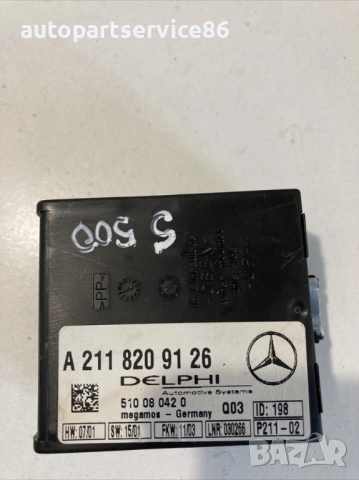 autopartservice86
S 500
>PP<
A 211 820 91 26
DELPHI
Automotive Systems
510 08 042 0
megamos - Germany
Q03
ID: 198
HW: 07/01
SW: 15/01
FKW: 11/03
LNR: 030266
P211-02
bazar